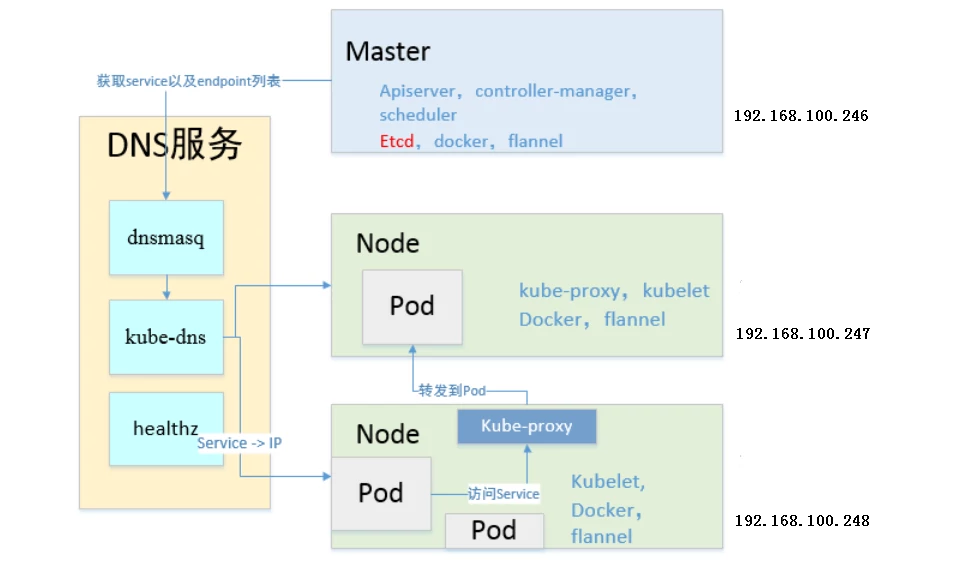 Master
获取service以及endpoint列表
Apiserver，controller-manager，
scheduler
192.168.100.246
Etcd，docker，flannel
DNS服务
dnsmasq
Node
Pod
kube-proxy，kubelet
Docker，flannel
kube-dns
192.168.100.247
转发到Pod
healthz
Service -> IP
Node
Kube-proxy
Pod
访问Service
Kubelet,
Docker，
flannel
Pod
192.168.100.248